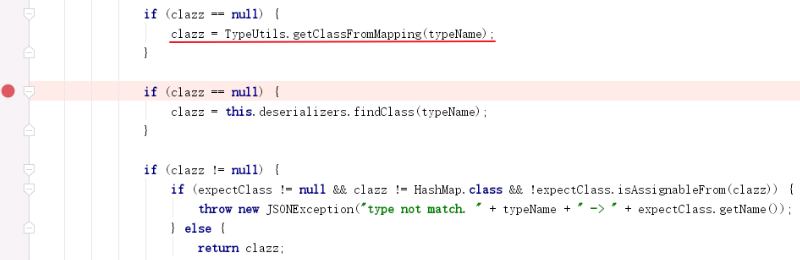 if (clazz == null) {
clazz = TypeUtils.getClassFromMapping(typeName);
}
if (clazz == null) {
clazz = this.deserializers.findClass(typeName);
}
if (clazz != null) {
if (expectClass != null && clazz != HashMap.class && !expectClass.isAssignableFrom(clazz)) {
throw new JSONException("type not match. " + typeName + " -> " + expectClass.getName());
} else {
return clazz;